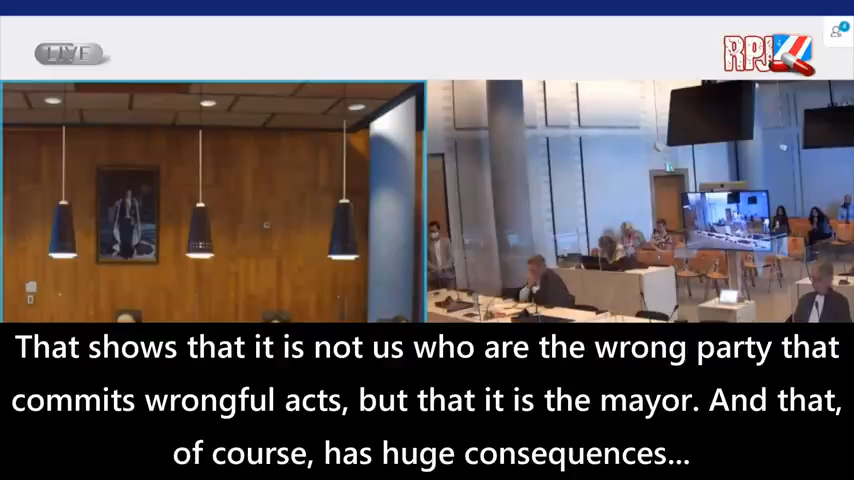 LIVE
RPJ
That shows that it is not us who are the wrong party that
commits wrongful acts, but that it is the mayor. And that,
of course, has huge consequences...